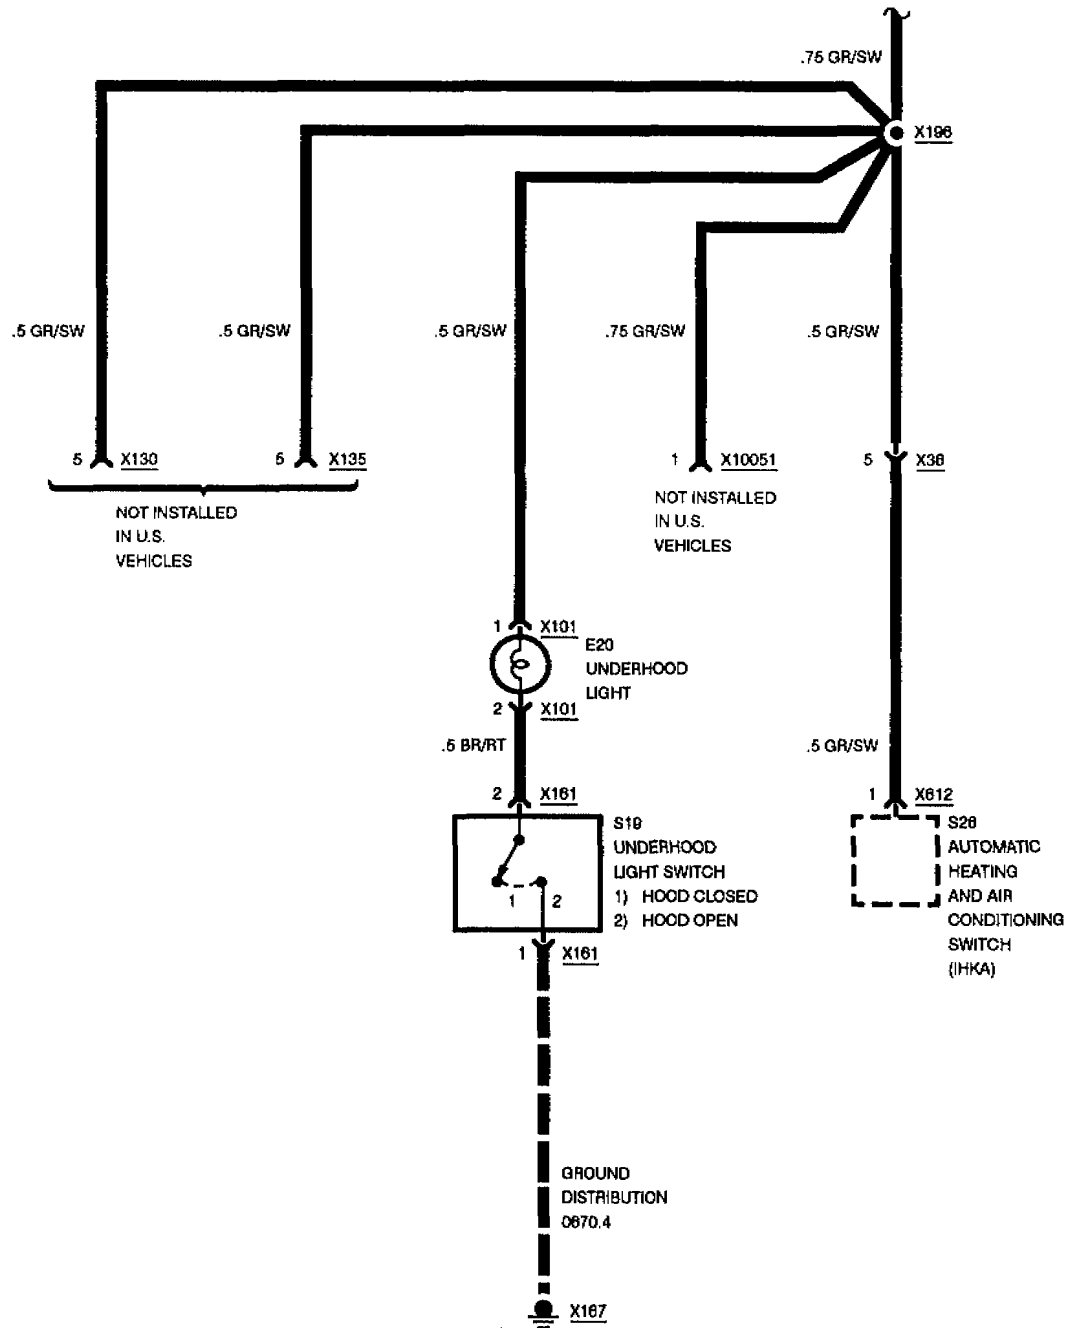 .75 GR/SW
X196
.5 GR/SW
.5 GR/SW
.5 GR/SW
.75 GR/SW
.5 GR/SW
5 X130
5 X135
1 X10051
5 X36
NOT INSTALLED
IN U.S.
VEHICLES
NOT INSTALLED
IN U.S.
VEHICLES
1 X101
E20
UNDERHOOD
LIGHT
2 X101
.5 BR/RT
.5 GR/SW
2 X161
1 X612
S19
UNDERHOOD
LIGHT SWITCH
1) HOOD CLOSED
2) HOOD OPEN
1 2
S26
AUTOMATIC
HEATING
AND AIR
CONDITIONING
SWITCH
(IHKA)
1 X161
GROUND
DISTRIBUTION
0670.4
X167